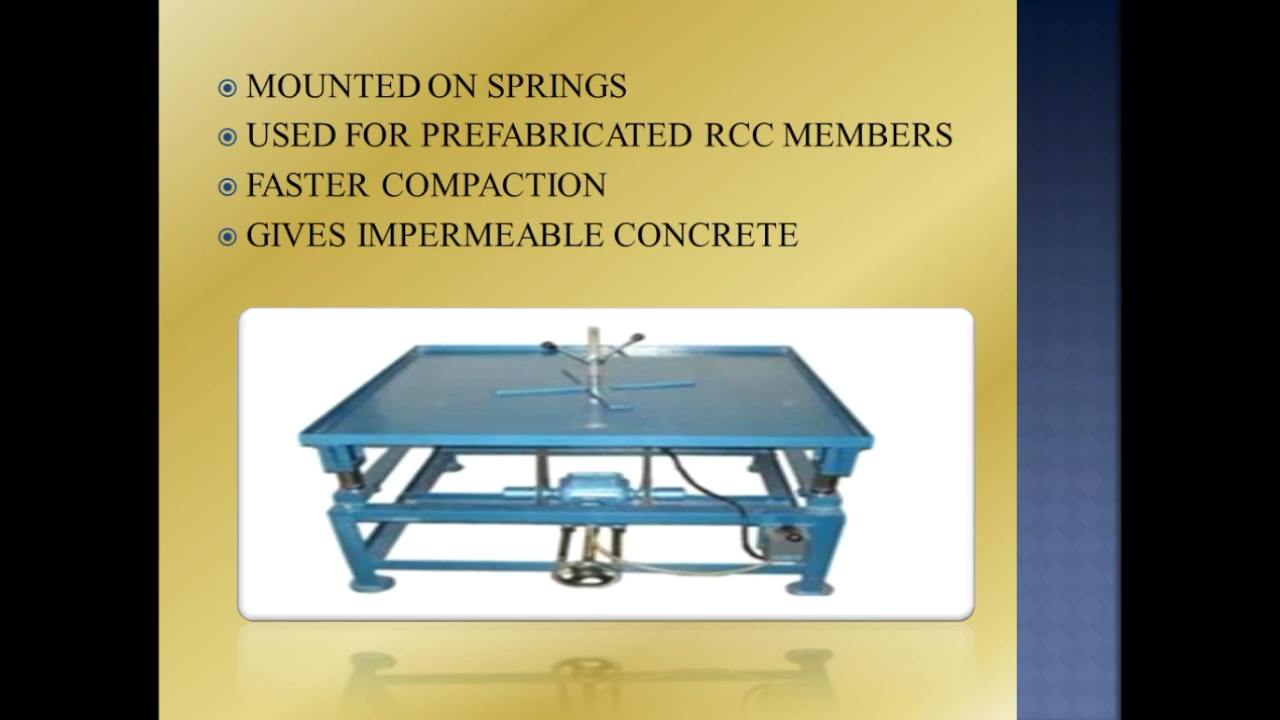 MOUNTED ON SPRINGS
USED FOR PREFABRICATED RCC MEMBERS
FASTER COMPACTION
GIVES IMPERMEABLE CONCRETE